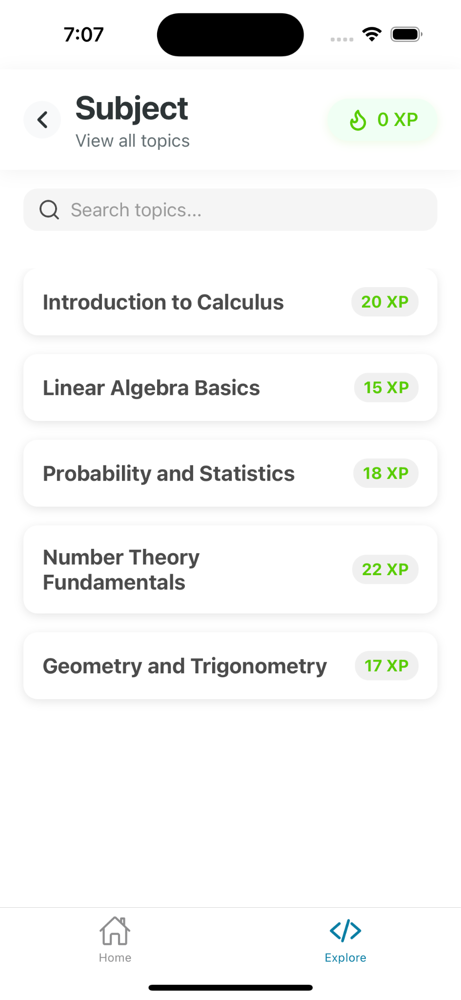 7:07
Subject
View all topics
0 XP
Search topics...
Introduction to Calculus
20 XP
Linear Algebra Basics
15 XP
Probability and Statistics
18 XP
Number Theory
Fundamentals
22 XP
Geometry and Trigonometry
17 XP
Home
Explore